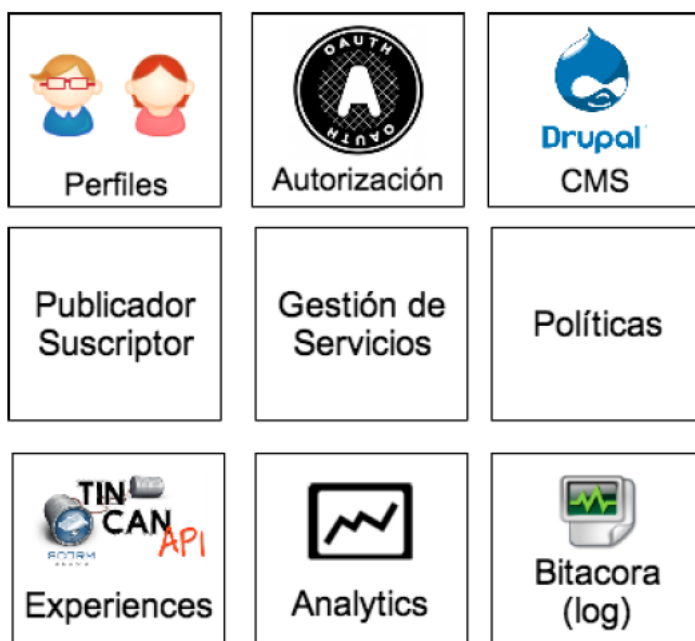 OAUTH
OAUTH
Drupal
Perfiles
Autorización
CMS
Publicador
Suscriptor
Gestión de
Servicios
Políticas
TIN
CAN
API
Experiences
Analytics
Bitacora
(log)